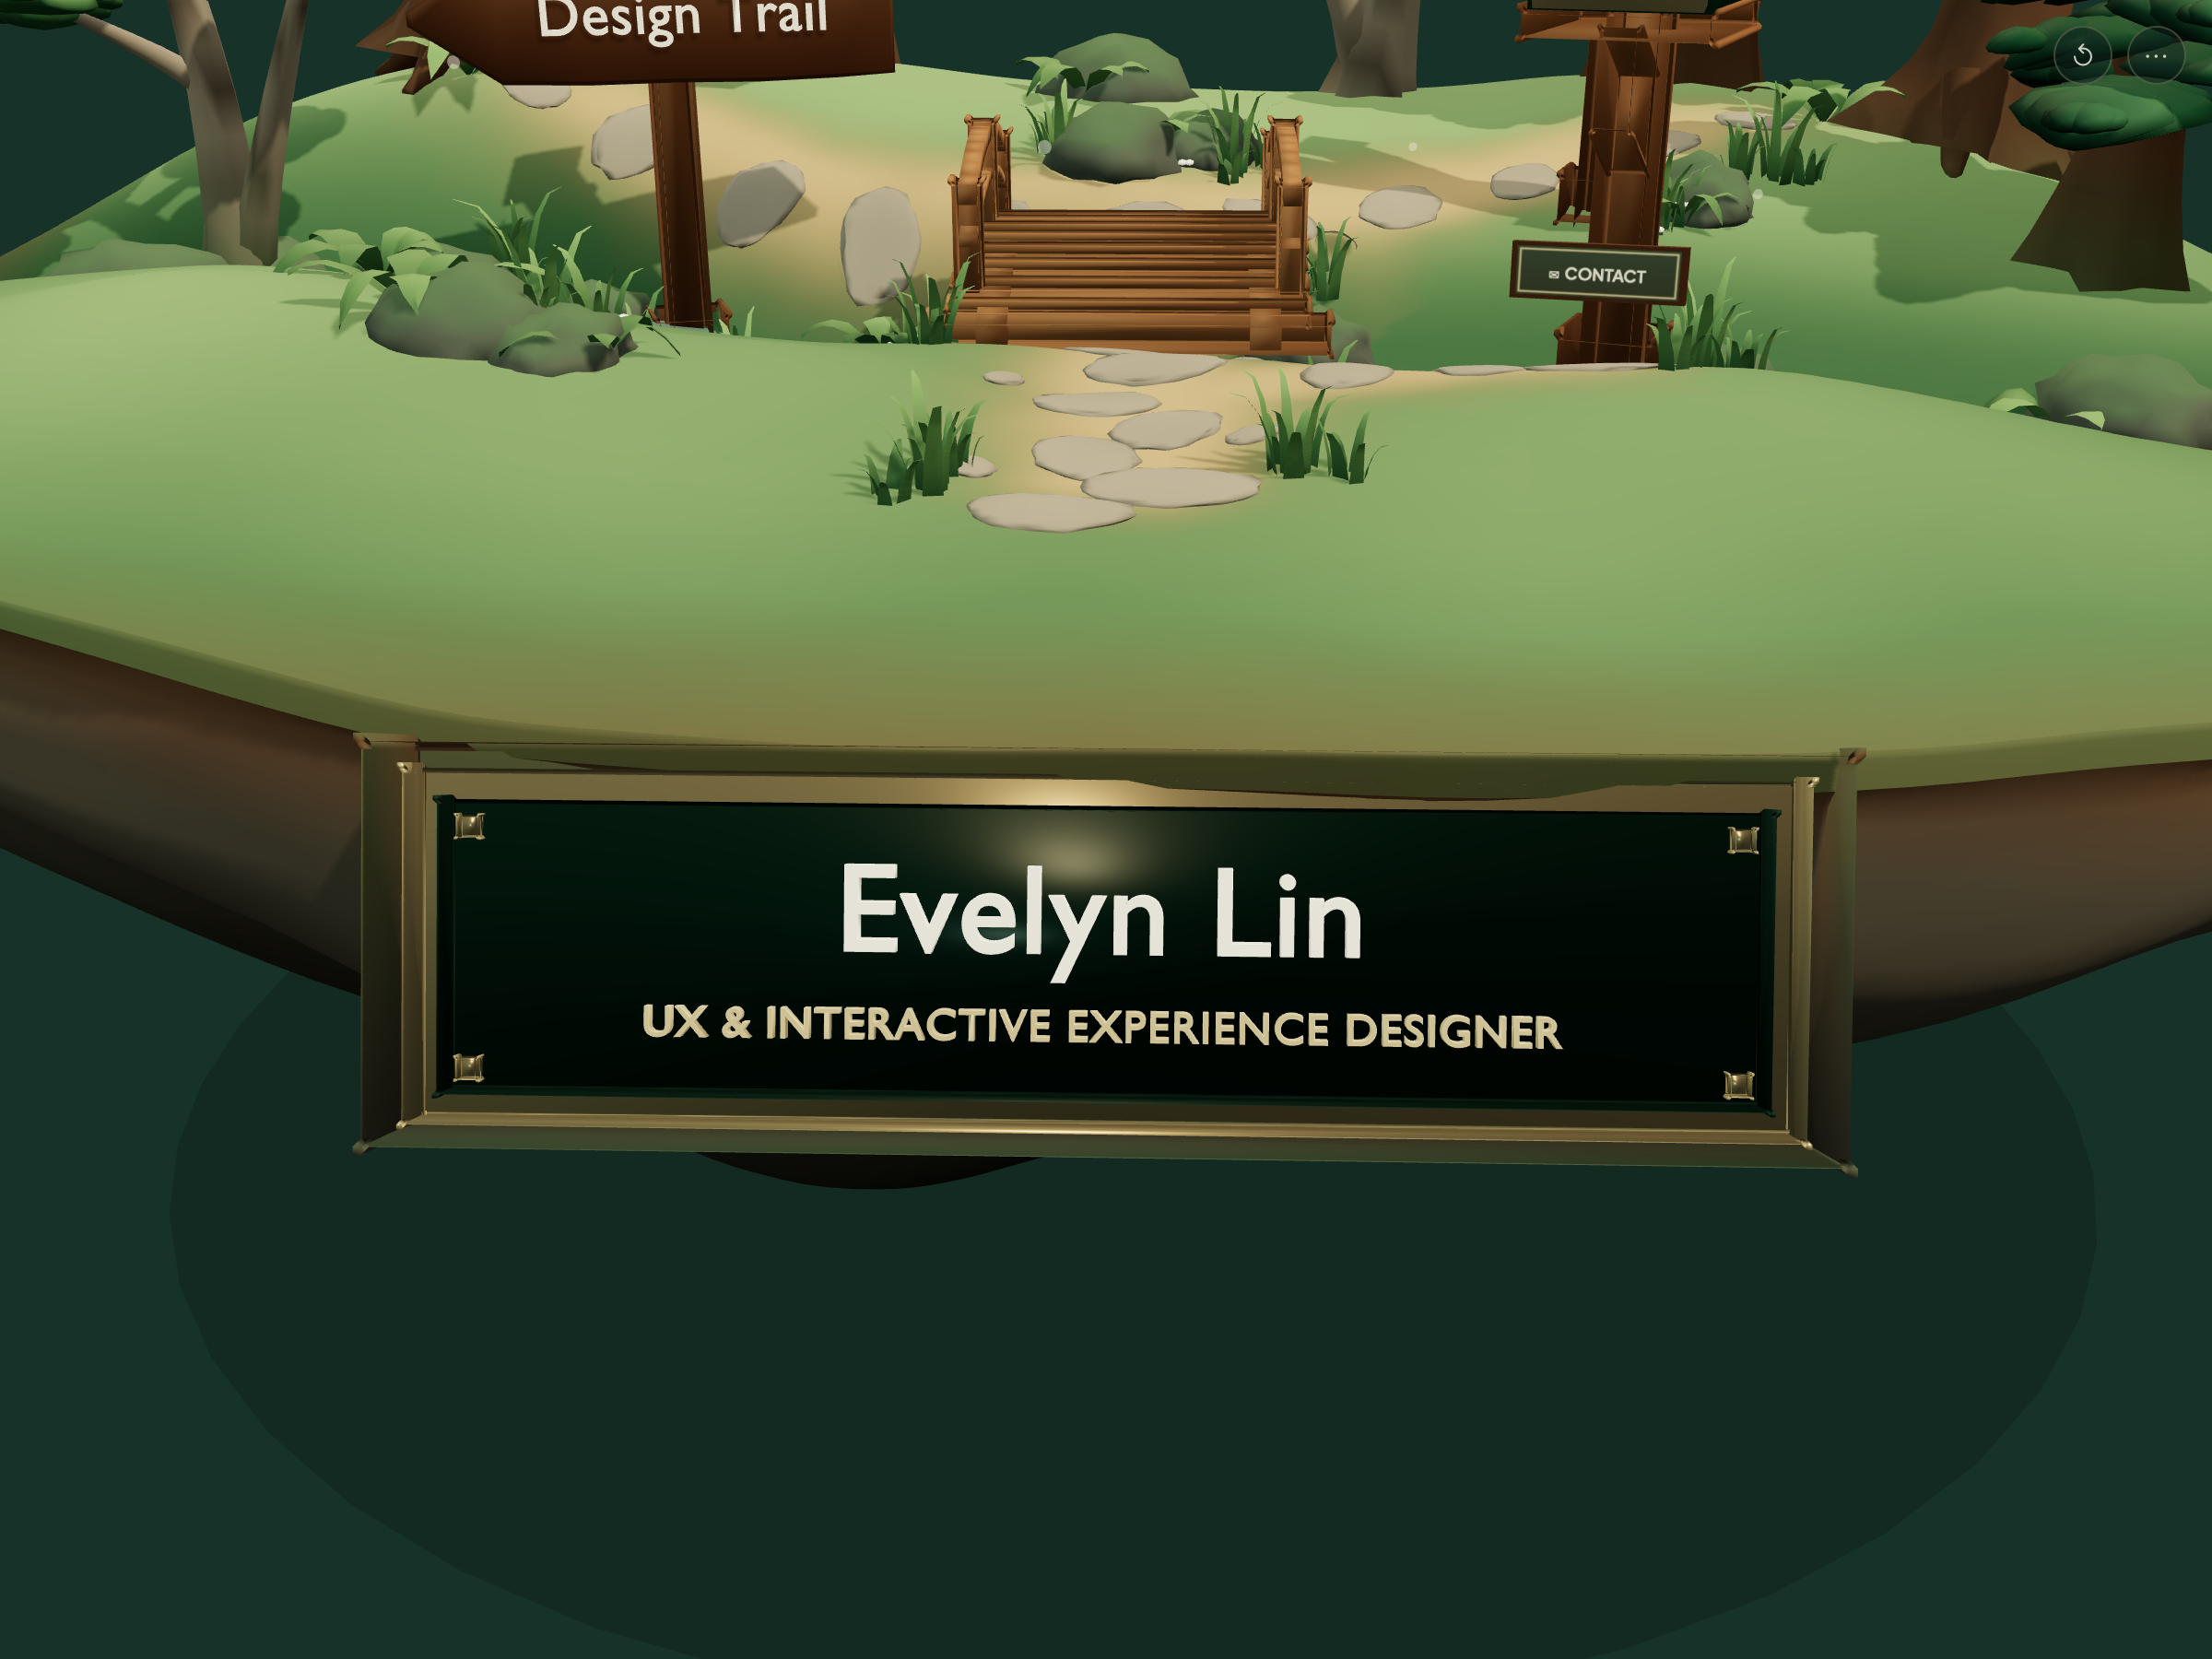 Design Trail
✉ CONTACT
Evelyn Lin
UX & INTERACTIVE EXPERIENCE DESIGNER